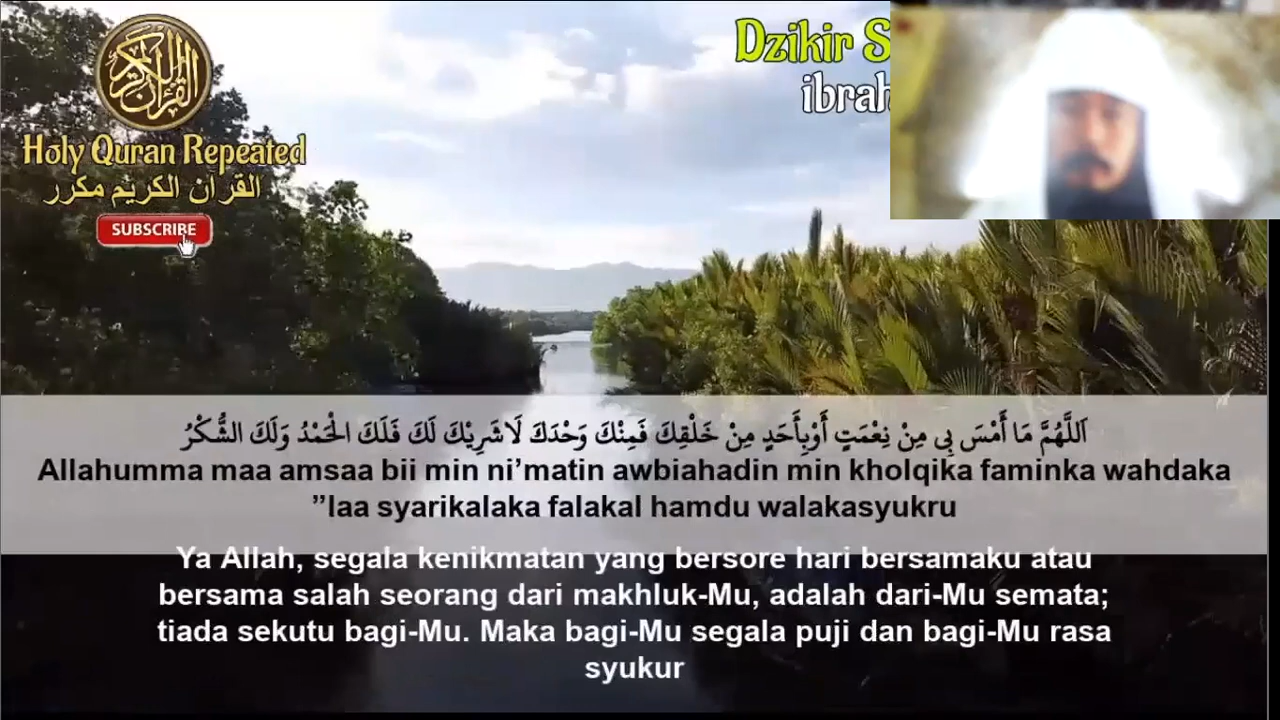 Dzikir S
ibrah
Holy Quran Repeated
القرآن الكريم مكرر
SUBSCRIBE
اَللَّهُمَّ مَا أَمْسَ بِي مِنْ نِعْمَتٍ أَوْبِأَحَدٍ مِنْ خَلْقِكَ فَمِنْكَ وَحْدَكَ لَاشَرِيْكَ لَكَ فَلَكَ الْحَمْدُ وَلَكَ الشُّكْرُ
Allahumma maa amsaa bii min ni’matin awbiahadin min kholqika faminka wahdaka
”laa syarikalaka falakal hamdu walakasyukru
Ya Allah, segala kenikmatan yang bersore hari bersamaku atau
bersama salah seorang dari makhluk-Mu, adalah dari-Mu semata;
tiada sekutu bagi-Mu. Maka bagi-Mu segala puji dan bagi-Mu rasa
syukur